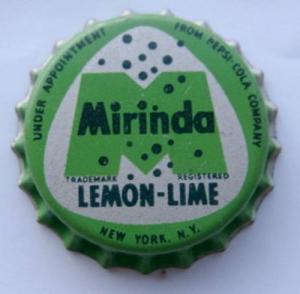 UNDER APPOINTMENT FROM PEPSI-COLA COMPANY
M
Mirinda
TRADEMARK REGISTERED
LEMON-LIME
NEW YORK, N.Y.